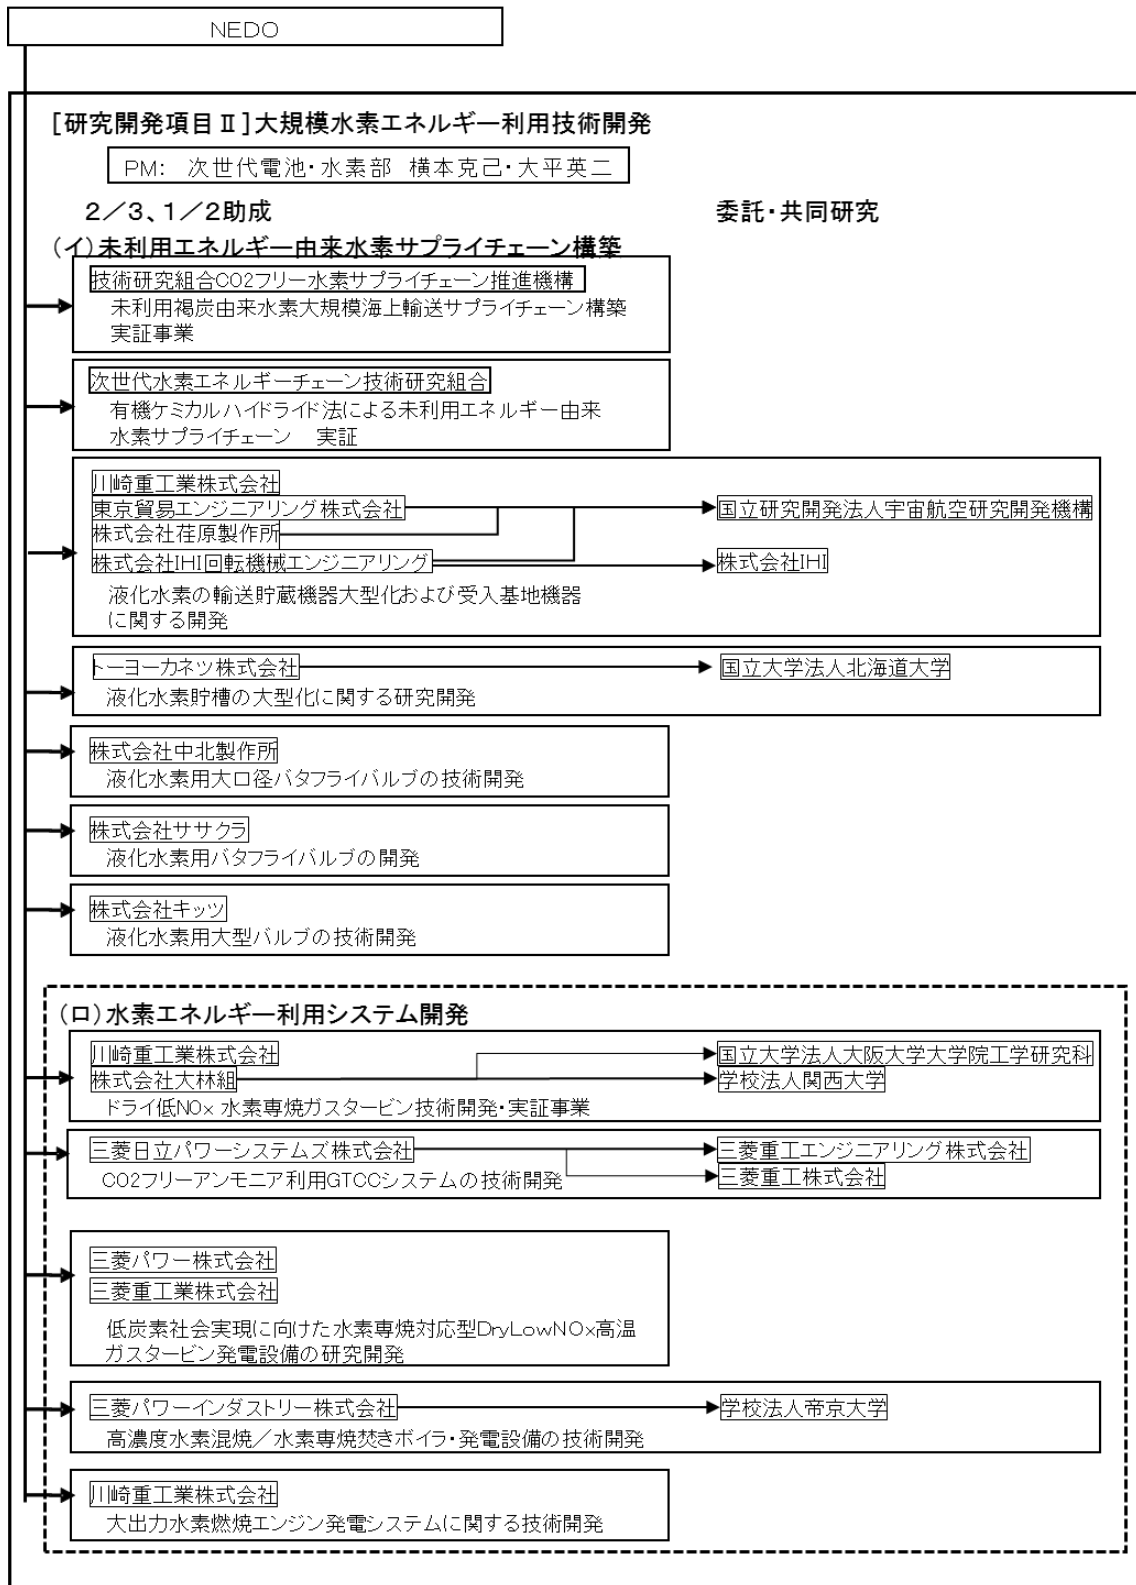 NEDO
[研究開発項目Ⅱ]大規模水素エネルギー利用技術開発
PM: 次世代電池・水素部 横本克己・大平英二
2/3、1/2助成
委託・共同研究
(イ)未利用エネルギー由来水素サプライチェーン構築
技術研究組合CO2フリー水素サプライチェーン推進機構
未利用褐炭由来水素大規模海上輸送サプライチェーン構築
実証事業
次世代水素エネルギーチェーン技術研究組合
有機ケミカルハイドライド法による未利用エネルギー由来
水素サプライチェーン 実証
川崎重工業株式会社
東京貿易エンジニアリング株式会社
国立研究開発法人宇宙航空研究開発機構
株式会社荏原製作所
株式会社IHI回転機械エンジニアリング
株式会社IHI
液化水素の輸送貯蔵機器大型化および受入基地機器
に関する開発
トーヨーカネツ株式会社
国立大学法人北海道大学
液化水素貯槽の大型化に関する研究開発
株式会社中北製作所
液化水素用大口径バタフライバルブの技術開発
株式会社ササクラ
液化水素用バタフライバルブの開発
株式会社キッツ
液化水素用大型バルブの技術開発
(ロ)水素エネルギー利用システム開発
川崎重工業株式会社
国立大学法人大阪大学大学院工学研究科
株式会社大林組
学校法人関西大学
ドライ低NOx 水素専焼ガスタービン技術開発・実証事業
三菱日立パワーシステムズ株式会社
三菱重工エンジニアリング株式会社
CO2フリーアンモニア利用GTCCシステムの技術開発
三菱重工株式会社
三菱パワー株式会社
三菱重工業株式会社
低炭素社会実現に向けた水素専焼対応型DryLowNOx高温
ガスタービン発電設備の研究開発
三菱パワーインダストリー株式会社
学校法人帝京大学
高濃度水素混焼/水素専焼焚きボイラ・発電設備の技術開発
川崎重工業株式会社
大出力水素燃焼エンジン発電システムに関する技術開発